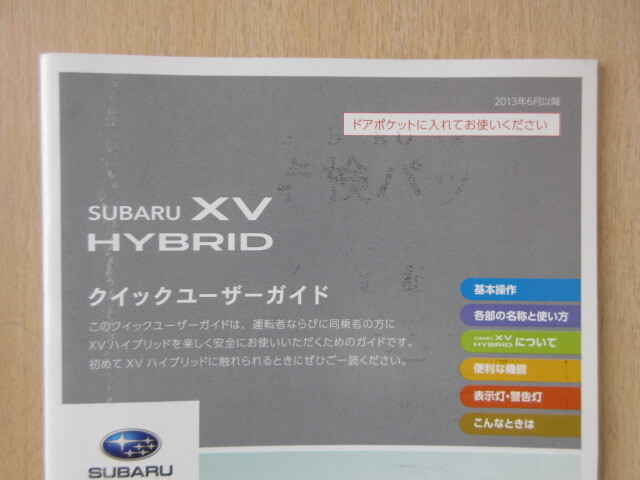 2013年6月以降
ドアポケットに入れてお使いください
SUBARU XV
HYBRID
クイックユーザーガイド
このクイックユーザーガイドは、運転者ならびに同乗者の方に
XVハイブリッドを楽しく安全にお使いいただくためのガイドです。
初めてXVハイブリッドに触れられるときにぜひご一読ください。
基本操作
各部の名称と使い方
SUBARU XV HYBRID について
便利な機能
表示灯・警告灯
こんなときは
SUBARU